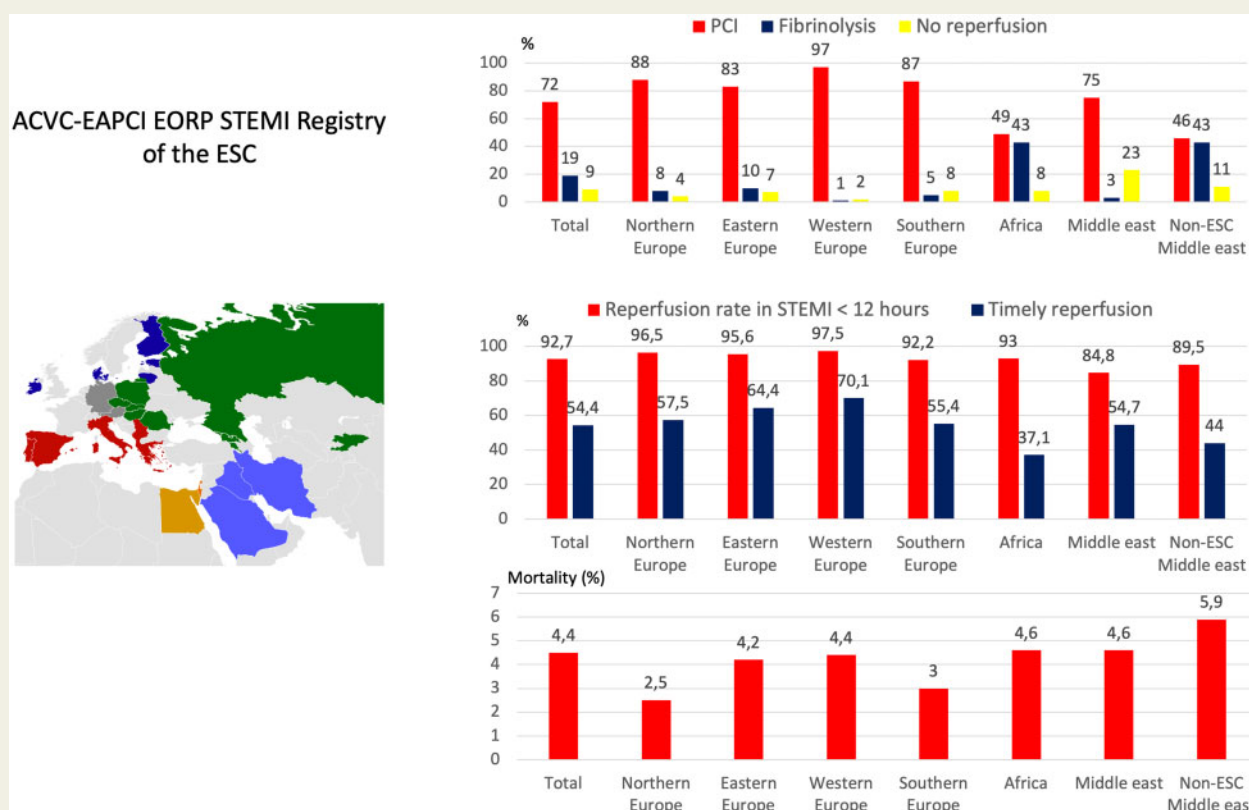 ACVC-EAPCI EORP STEMI Registry
of the ESC
PCI Fibrinolysis No reperfusion
%
100
80
60
40
20
0
72 19 9
88 8 4
83 10 7
97 1 2
87 5 8
49 43 8
75 3 23
46 43 11
Total
Northern
Europe
Eastern
Europe
Western
Europe
Southern
Europe
Africa
Middle east
Non-ESC
Middle east
Reperfusion rate in STEMI < 12 hours Timely reperfusion
%
100
80
60
40
20
0
92,7 54,4
96,5 57,5
95,6 64,4
97,5 70,1
92,2 55,4
93 37,1
84,8 54,7
89,5 44
Total
Northern
Europe
Eastern
Europe
Western
Europe
Southern
Europe
Africa
Middle east
Non-ESC
Middle east
Mortality (%)
7
6
5
4
3
2
1
0
4,4
2,5
4,2
4,4
3
4,6
4,6
5,9
Total
Northern
Europe
Eastern
Europe
Western
Europe
Southern
Europe
Africa
Middle east
Non-ESC
Middle east